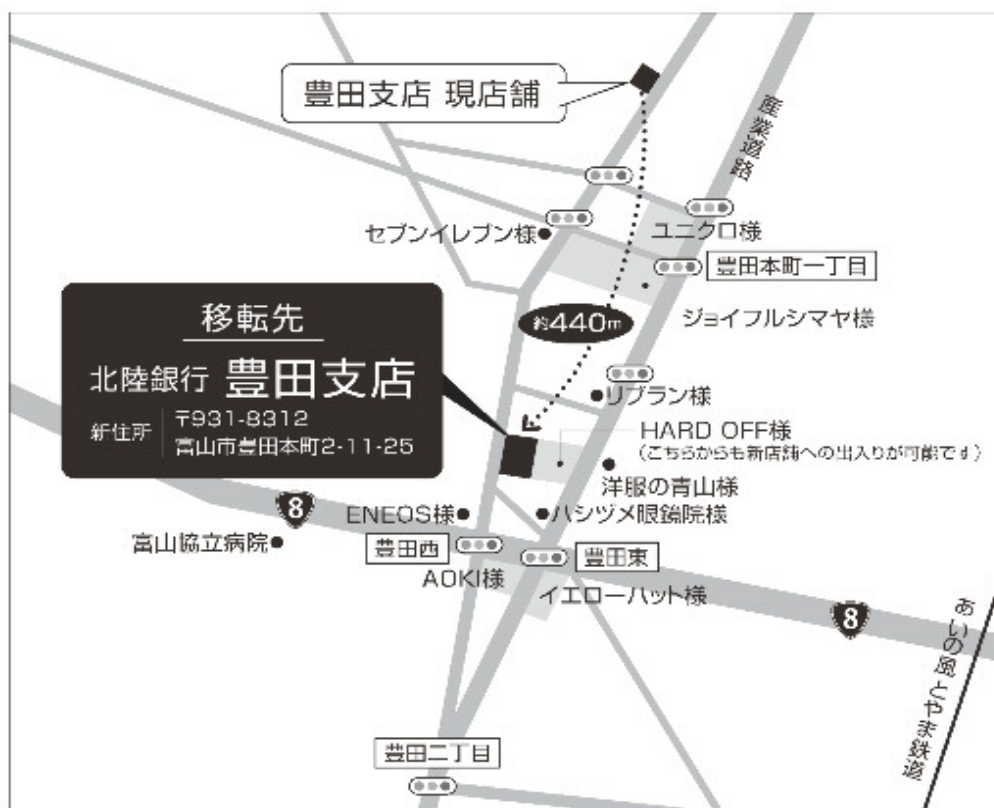 豊田支店 現店舗
産業道路
セブンイレブン様
ユニクロ様
豊田本町一丁目
移転先
北陸銀行 豊田支店
新住所
〒931-8312
富山市豊田本町2-11-25
約440m
ジョイフルシマヤ様
リブラン様
HARD OFF様
(こちらからも新店舗への出入りが可能です)
洋服の青山様
8
ENEOS様
ハシヅメ眼鏡院様
富山協立病院
豊田西
豊田東
AOKI様
イエローハット様
8
あいの風とやま鉄道
豊田二丁目